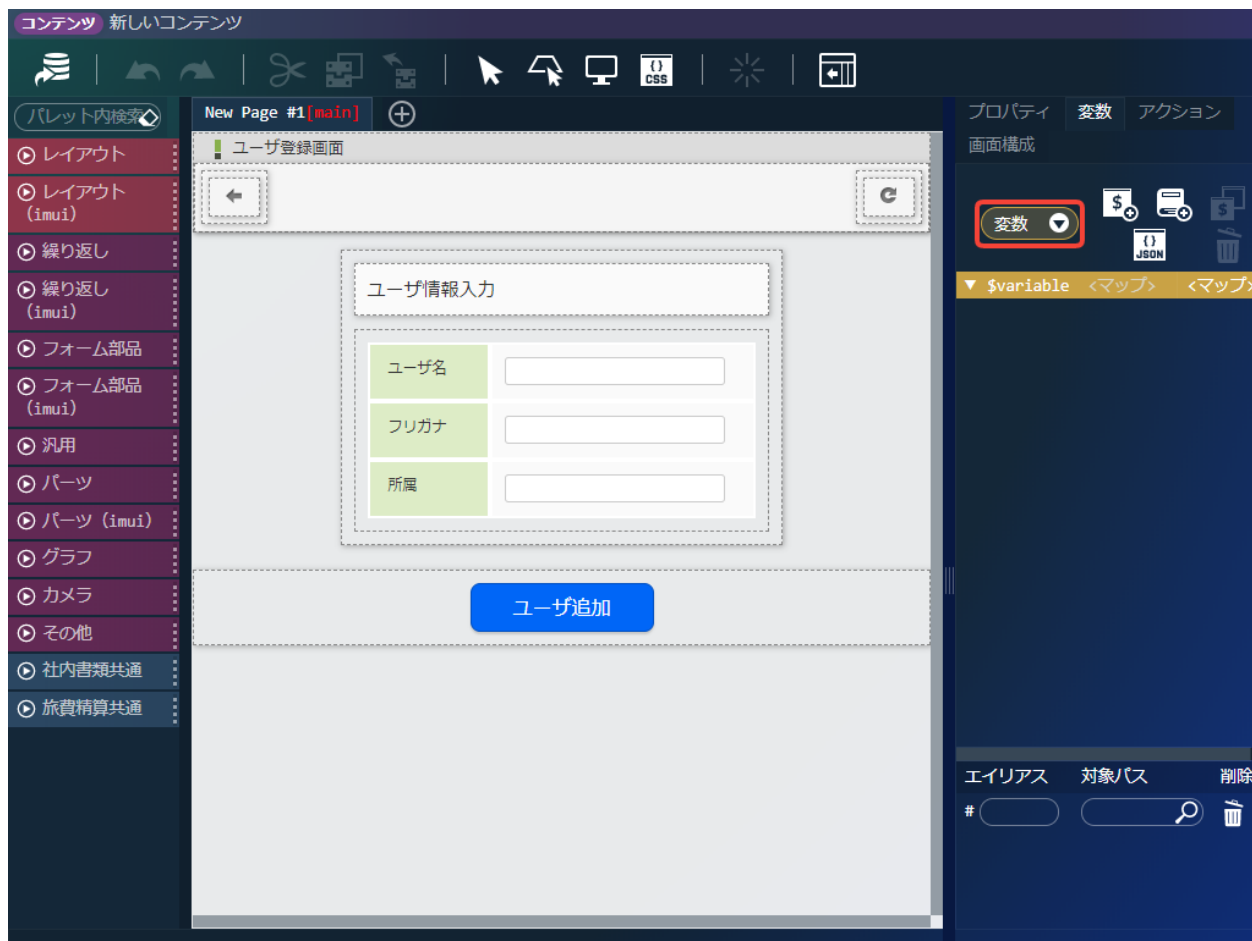 コンテンツ 新しいコンテンツ
{} CSS
パレット内検索
レイアウト
レイアウト
(imui)
繰り返し
繰り返し
(imui)
フォーム部品
フォーム部品
(imui)
汎用
パーツ
パーツ (imui)
グラフ
カメラ
その他
社内書類共通
旅費精算共通
New Page #1[main]
ユーザ登録画面
ユーザ情報入力
ユーザ名
フリガナ
所属
ユーザ追加
プロパティ 変数 アクション
画面構成
変数
$
$
{} JSON
$variable <マップ> <マップ>
エイリアス 対象パス 削除
#